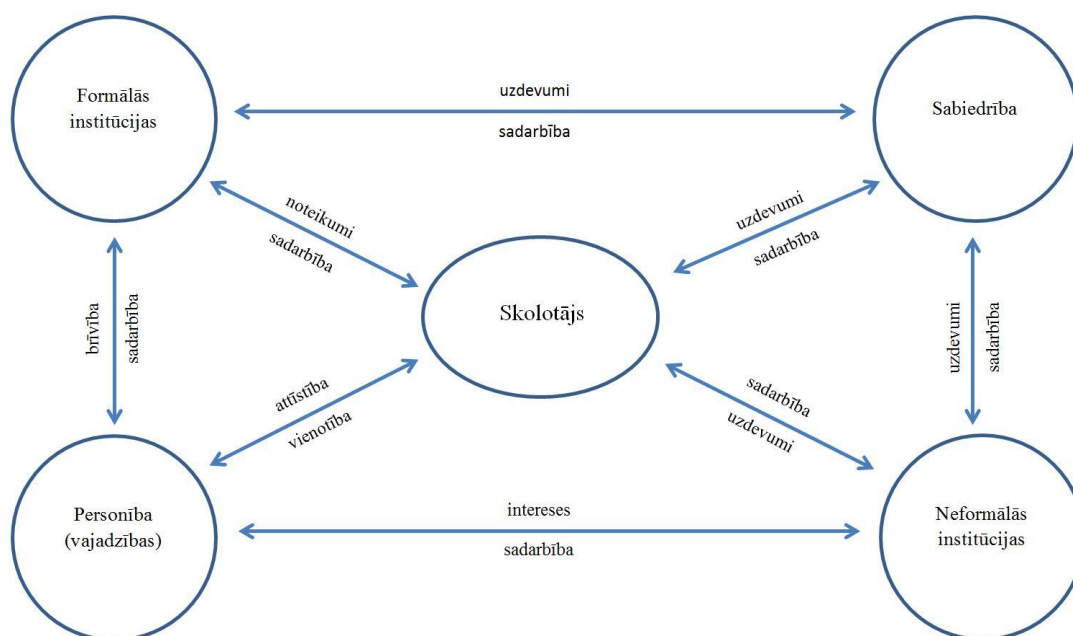 Formālās
institūcijas
uzdevumi
sadarbība
Sabiedrība
noteikumi
sadarbība
uzdevumi
sadarbība
Skolotājs
brīvība
sadarbība
uzdevumi
sadarbība
attīstība
vienotība
sadarbība
uzdevumi
Personība
(vajadzības)
intereses
sadarbība
Neformālās
institūcijas